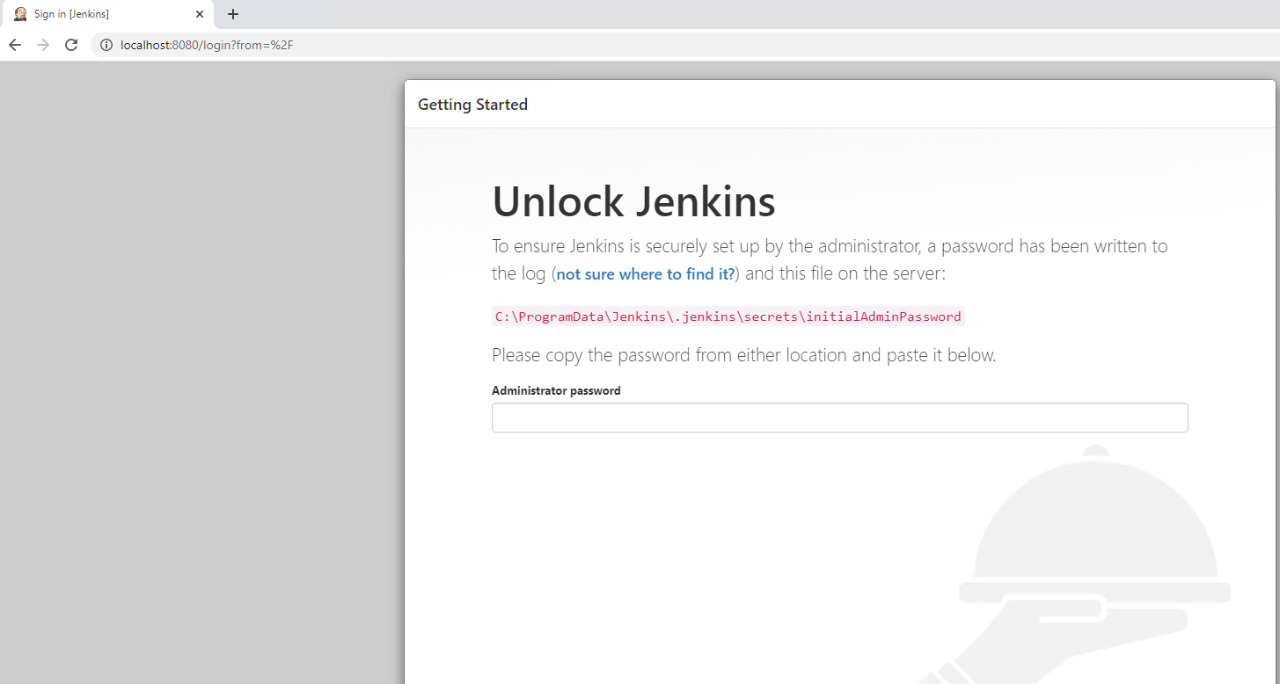 Sign in [Jenkins]
localhost:8080/login?from=%2F
Getting Started
Unlock Jenkins
To ensure Jenkins is securely set up by the administrator, a password has been written to
the log (not sure where to find it?) and this file on the server:
C:\ProgramData\Jenkins\.jenkins\secrets\initialAdminPassword
Please copy the password from either location and paste it below.
Administrator password